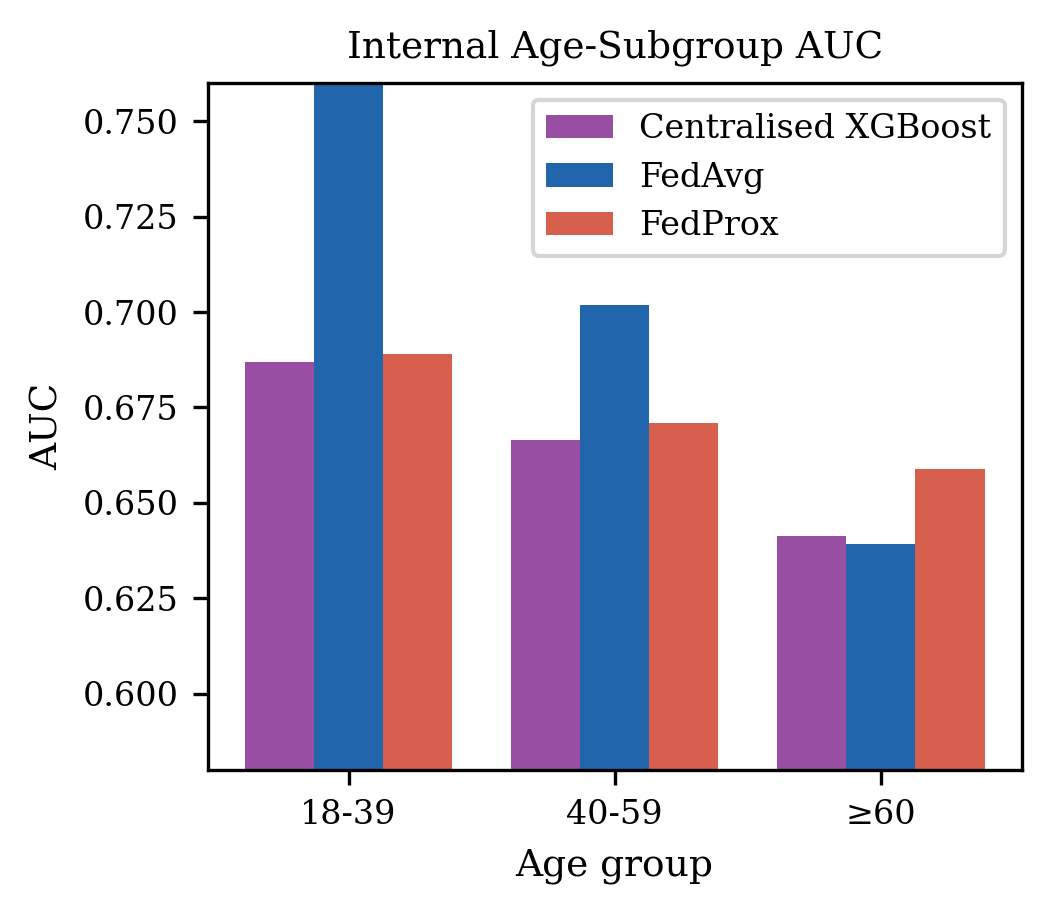 Internal Age-Subgroup AUC
Centralised XGBoost
FedAvg
FedProx
AUC
0.750
0.725
0.700
0.675
0.650
0.625
0.600
18-39
40-59
≥60
Age group